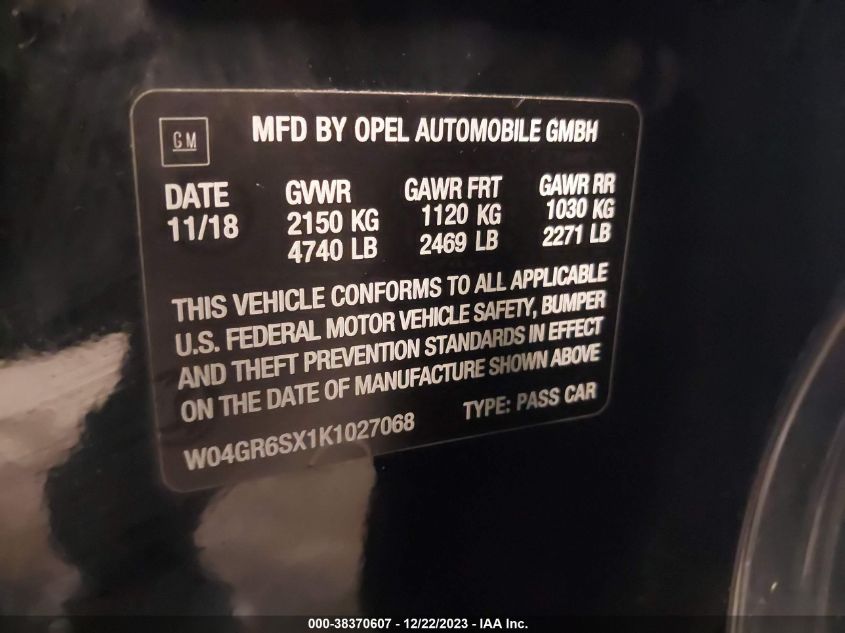 GM
MFD BY OPEL AUTOMOBILE GMBH
DATE GVWR GAWR FRT GAWR RR
11/18 2150 KG 1120 KG 1030 KG
4740 LB 2469 LB 2271 LB
THIS VEHICLE CONFORMS TO ALL APPLICABLE
U.S. FEDERAL MOTOR VEHICLE SAFETY, BUMPER
AND THEFT PREVENTION STANDARDS IN EFFECT
ON THE DATE OF MANUFACTURE SHOWN ABOVE
W04GR6SX1K1027068 TYPE: PASS CAR
000-38370607 - 12/22/2023 - IAA Inc.